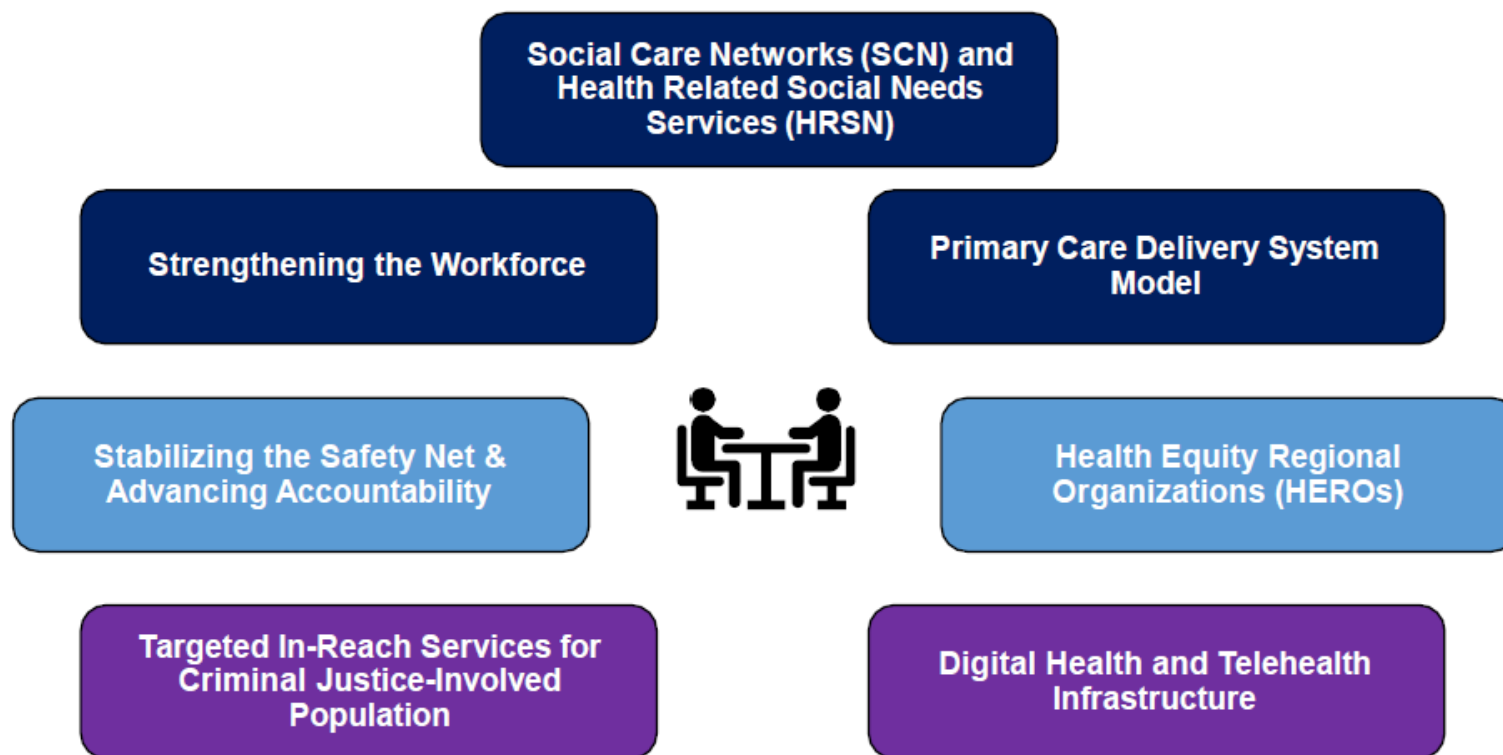 Social Care Networks (SCN) and
Health Related Social Needs
Services (HRSN)
Strengthening the Workforce
Primary Care Delivery System
Model
Stabilizing the Safety Net &
Advancing Accountability
Health Equity Regional
Organizations (HEROs)
Targeted In-Reach Services for
Criminal Justice-Involved
Population
Digital Health and Telehealth
Infrastructure